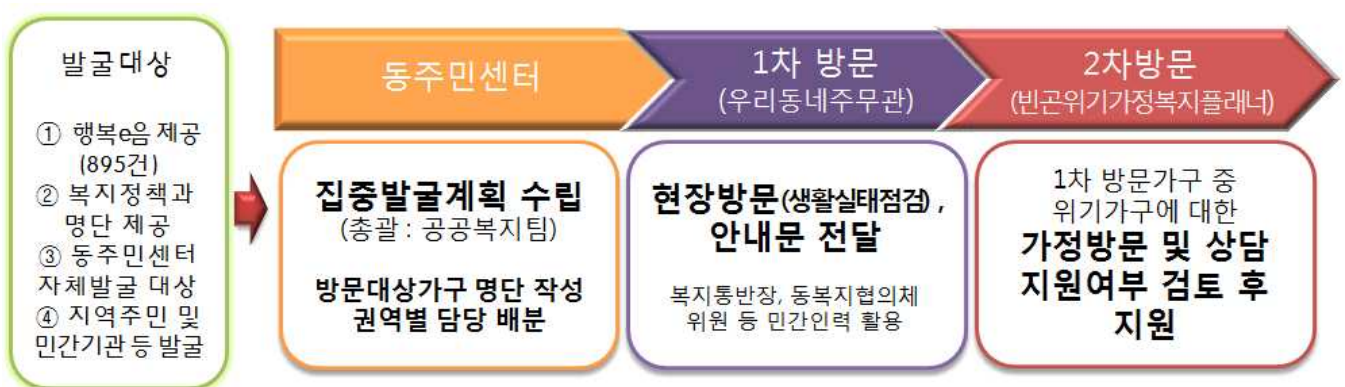 발굴대상
① 행복e음 제공
(895건)
② 복지정책과
명단 제공
③ 동주민센터
자체발굴 대상
④ 지역주민 및
민간기관 등 발굴
동주민센터
집중발굴계획 수립
(총괄 : 공공복지팀)
방문대상가구 명단 작성
권역별 담당 배분
1차 방문
(우리동네주무관)
현장방문(생활실태점검) ,
안내문 전달
복지통반장, 동복지협의체
위원 등 민간인력 활용
2차방문
(빈곤위기가정복지플래너)
1차 방문가구 중
위기가구에 대한
가정방문 및 상담
지원여부 검토 후
지원